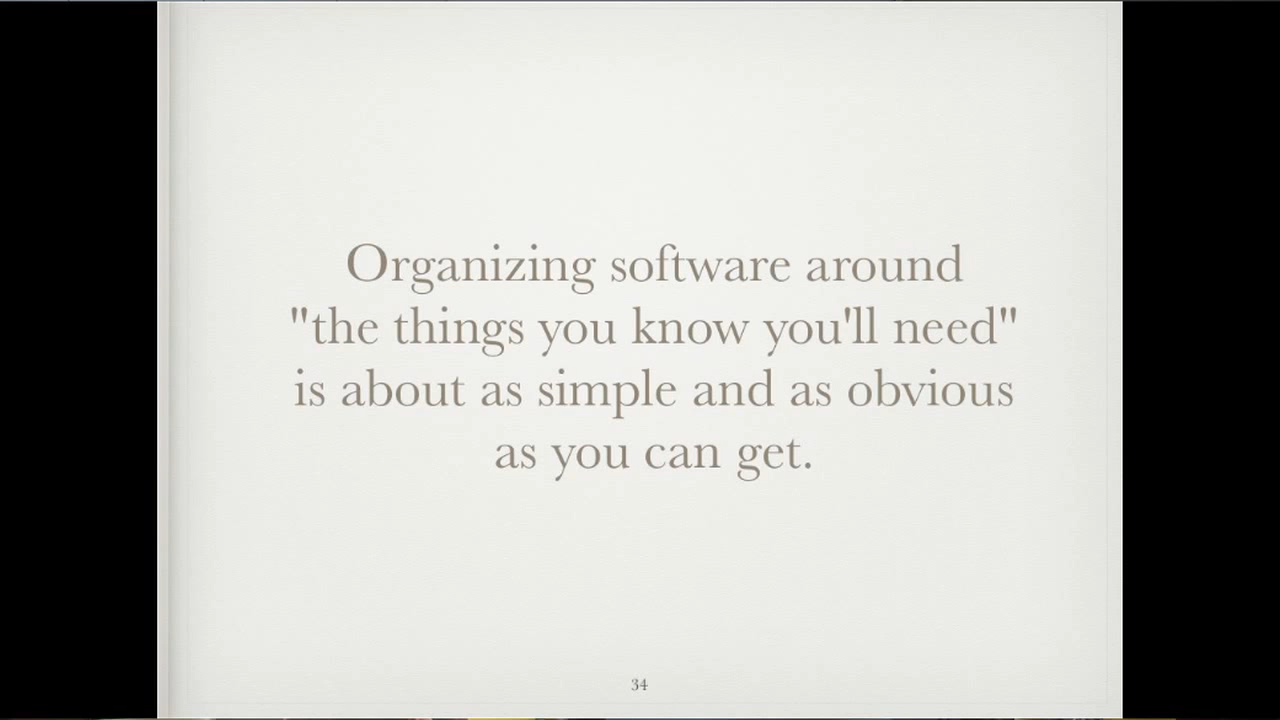 Organizing software around
"the things you know you'll need"
is about as simple and as obvious
as you can get.
34